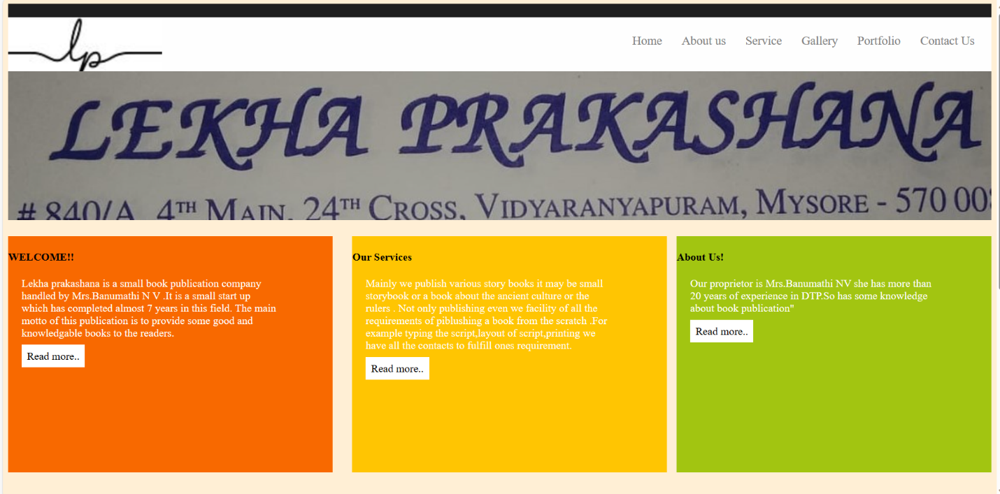 lp
Home About us Service Gallery Portfolio Contact Us
LEKHA PRAKASHANA
# 840/A, 4TH MAIN, 24TH CROSS, VIDYARANYAPURAM, MYSORE - 570 008
WELCOME!!
Lekha prakashana is a small book publication company
handled by Mrs.Banumathi N V .It is a small start up
which has completed almost 7 years in this field. The main
motto of this publication is to provide some good and
knowledgable books to the readers.
Read more..
Our Services
Mainly we publish various story books it may be small
storybook or a book about the ancient culture or the
rulers . Not only publishing even we facility of all the
requirements of piblushing a book from the scratch .For
example typing the script,layout of script,printing we
have all the contacts to fulfill ones requirement.
Read more..
About Us!
Our proprietor is Mrs.Banumathi NV she has more than
20 years of experience in DTP.So has some knowledge
about book publication"
Read more..